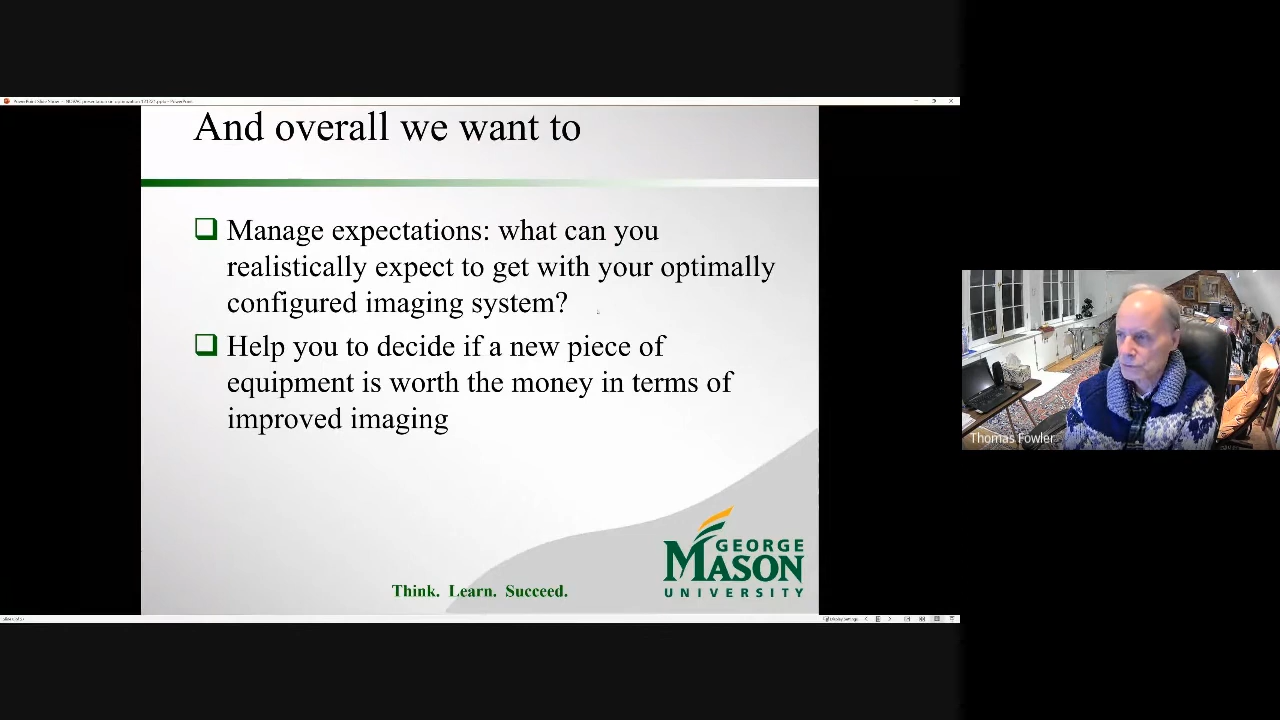 And overall we want to
Manage expectations: what can you
realistically expect to get with your optimally
configured imaging system?
Help you to decide if a new piece of
equipment is worth the money in terms of
improved imaging
GEORGE
MASON
UNIVERSITY
Think. Learn. Succeed.
Thomas Fowler